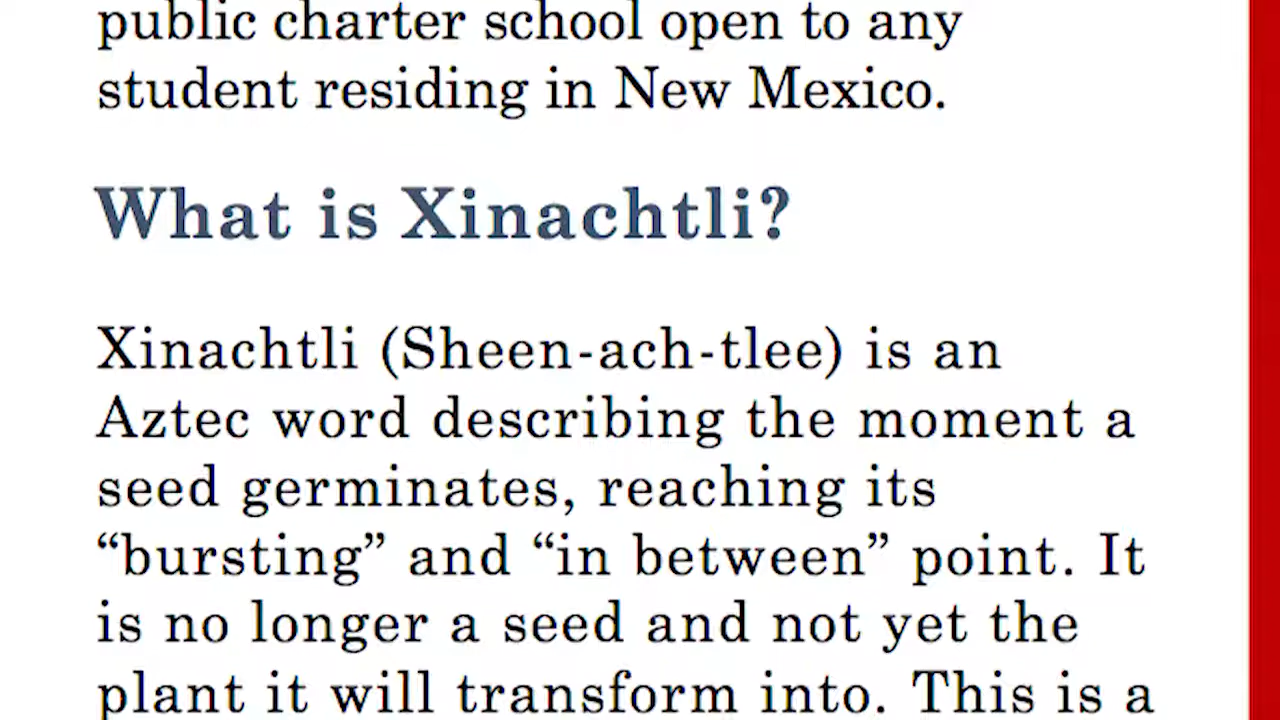 public charter school open to any
student residing in New Mexico.
What is Xinachtli?
Xinachtli (Sheen-ach-tlee) is an
Aztec word describing the moment a
seed germinates, reaching its
“bursting” and “in between” point. It
is no longer a seed and not yet the
plant it will transform into. This is a